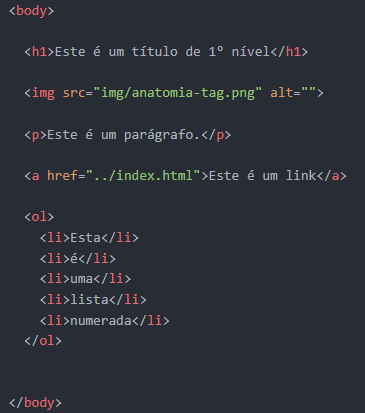 <body>
<h1>Este é um título de 1º nível</h1>
<img src="img/anatomia-tag.png" alt="">
<p>Este é um parágrafo.</p>
<a href="../index.html">Este é um link</a>
<ol>
<li>Esta</li>
<li>é</li>
<li>uma</li>
<li>lista</li>
<li>numerada</li>
</ol>
</body>